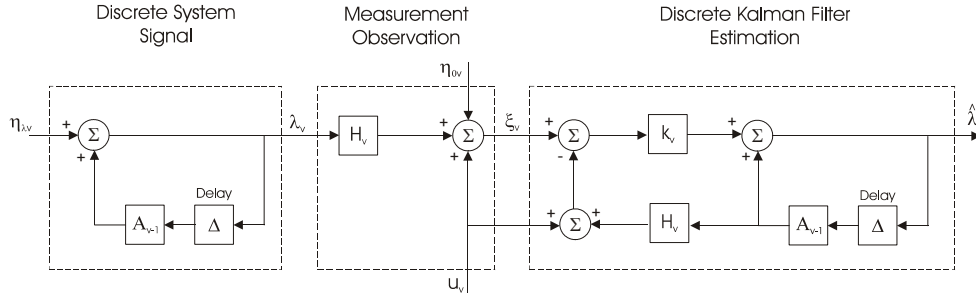 Discrete System
Signal
Measurement
Observation
Discrete Kalman Filter
Estimation
η₀ᵥ
η_λv
+
Σ
+
λᵥ
Hᵥ
+
Σ
+
ξᵥ
+
Σ
-
kᵥ
+
Σ
+
λ̂
Delay
Aᵥ₋₁
Δ
+
Σ
+
Hᵥ
Delay
Aᵥ₋₁
Δ
uᵥ